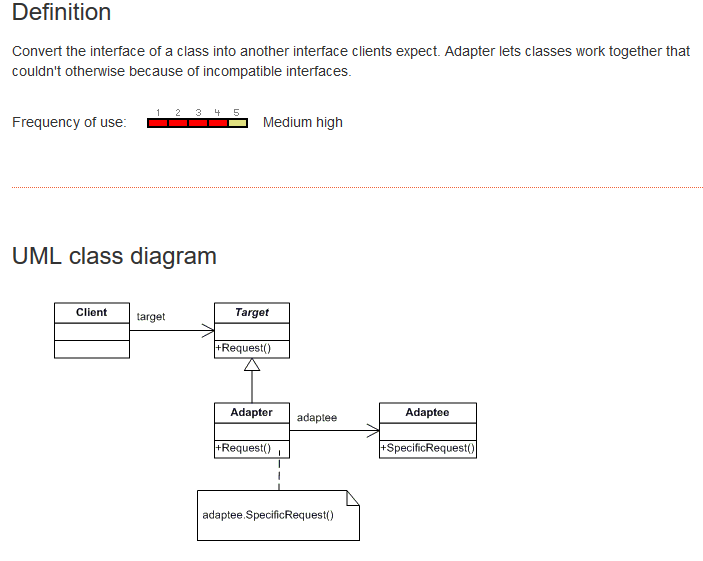 Definition
Convert the interface of a class into another interface clients expect. Adapter lets classes work together that
couldn't otherwise because of incompatible interfaces.
1 2 3 4 5
Frequency of use: Medium high
UML class diagram
Client target Target
+Request()
Adapter adaptee Adaptee
+Request() +SpecificRequest()
adaptee.SpecificRequest()